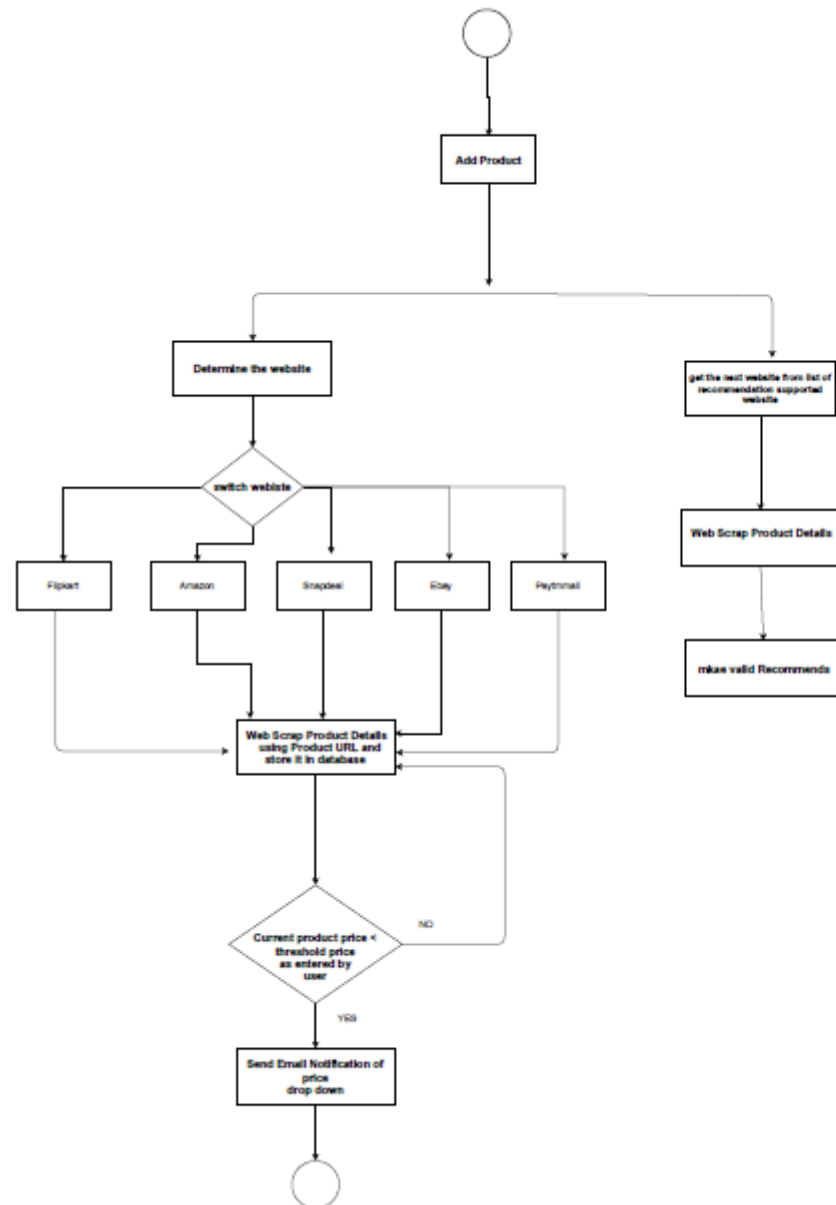 Add Product
Determine the website
get the next website from list of
recommendation supported
website
switch webiste
Web Scrap Product Details
Flipkart
Amazon
Snapdeal
Ebay
Paytmmall
mkae valid Recommends
Web Scrap Product Details
using Product URL and
store it in database
Current product price <
threshold price
as entered by
user
NO
YES
Send Email Notification of
price
drop down